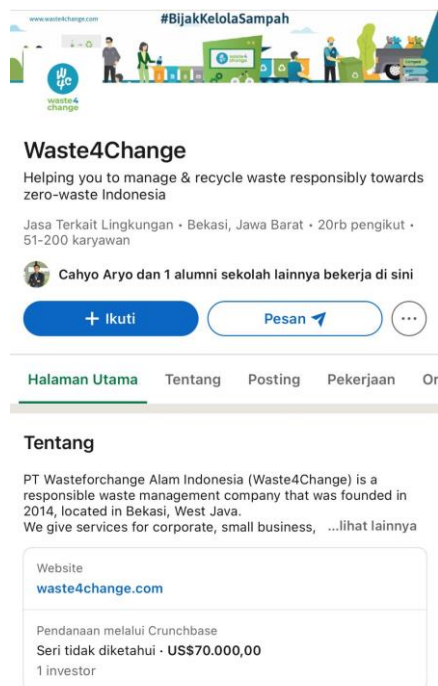 www.waste4change.com
#BijakKelolaSampah
waste4
change
Waste4Change
Helping you to manage & recycle waste responsibly towards
zero-waste Indonesia
Jasa Terkait Lingkungan • Bekasi, Jawa Barat • 20rb pengikut •
51-200 karyawan
Cahyo Aryo dan 1 alumni sekolah lainnya bekerja di sini
+ Ikuti
Pesan
Halaman Utama Tentang Posting Pekerjaan Or
Tentang
PT Wasteforchange Alam Indonesia (Waste4Change) is a
responsible waste management company that was founded in
2014, located in Bekasi, West Java.
We give services for corporate, small business, ...lihat lainnya
Website
waste4change.com
Pendanaan melalui Crunchbase
Seri tidak diketahui · US$70.000,00
1 investor